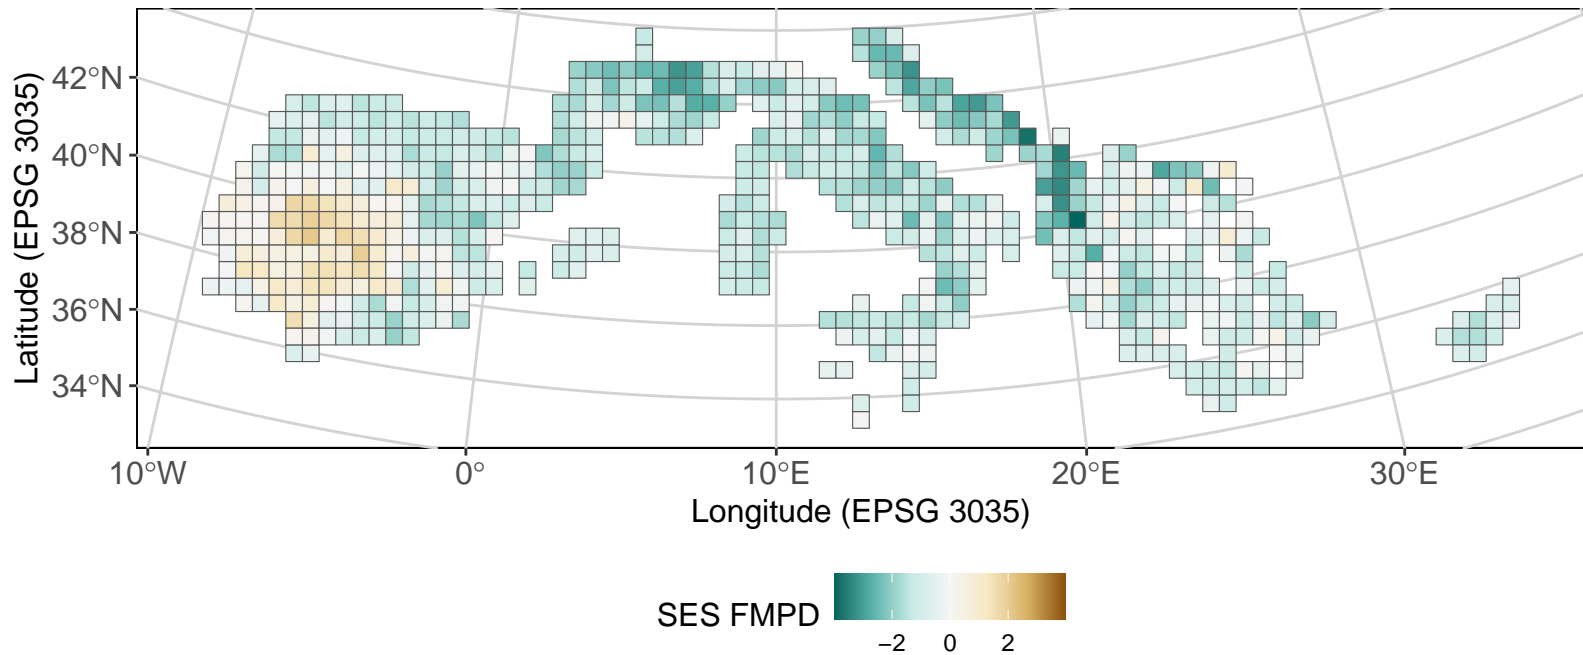 Latitude (EPSG 3035)
42°N
40°N
38°N
36°N
34°N
10°W 0° 10°E 20°E 30°E
Longitude (EPSG 3035)
SES FMPD
−2 0 2